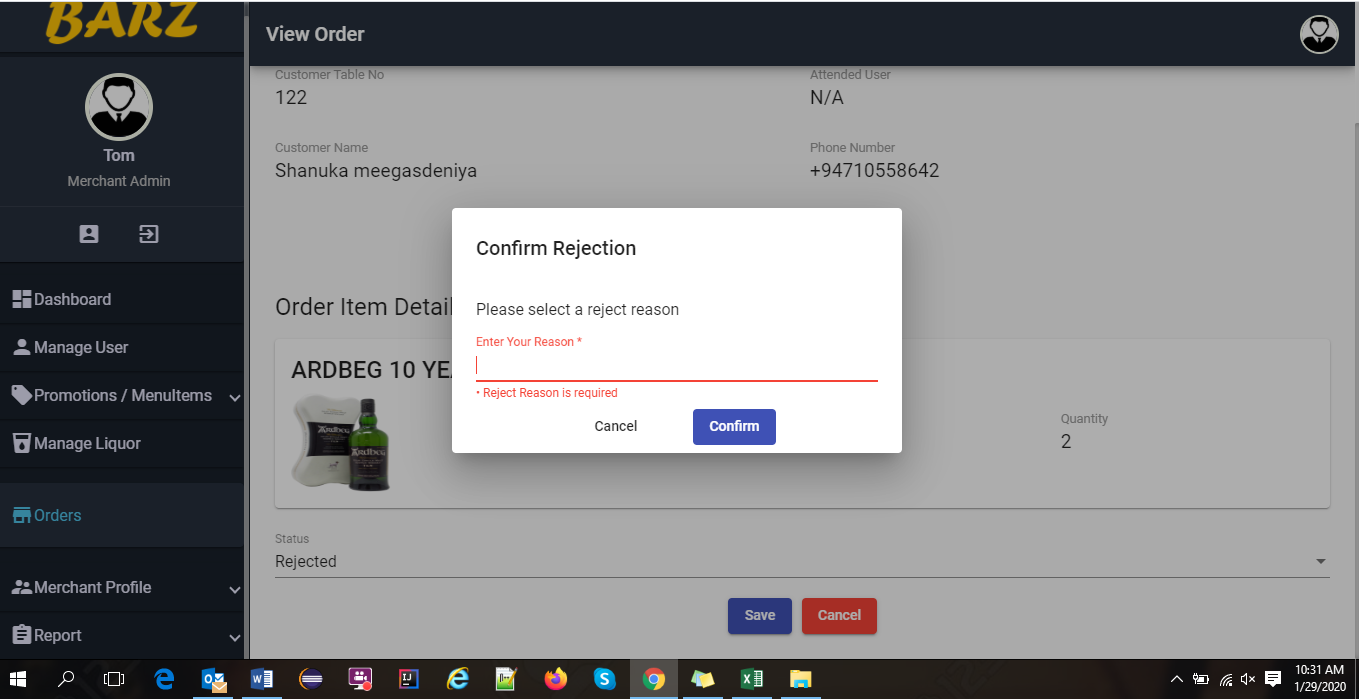 BARZ
View Order
Tom
Merchant Admin
Dashboard
Manage User
Promotions / MenuItems
Manage Liquor
Orders
Merchant Profile
Report
Customer Table No
122
Attended User
N/A
Customer Name
Shanuka meegasdeniya
Phone Number
+94710558642
Order Item Detail
ARDBEG 10 YE
Ardbeg
Ardbeg
Quantity
2
Confirm Rejection
Please select a reject reason
Enter Your Reason *
• Reject Reason is required
Cancel
Confirm
Status
Rejected
Save
Cancel
10:31 AM
1/29/2020